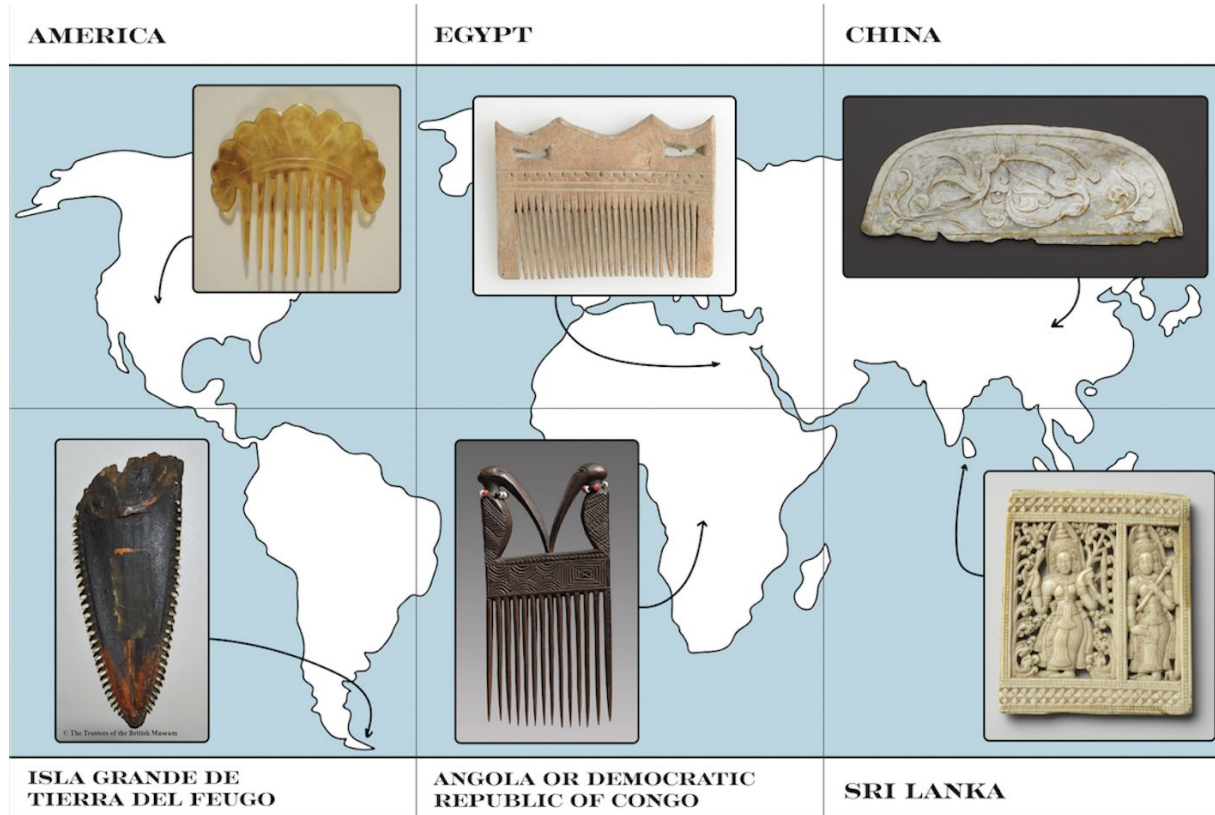 AMERICA
EGYPT
CHINA
© The Trustees of the British Museum
ISLA GRANDE DE
TIERRA DEL FEUGO
ANGOLA OR DEMOCRATIC
REPUBLIC OF CONGO
SRI LANKA